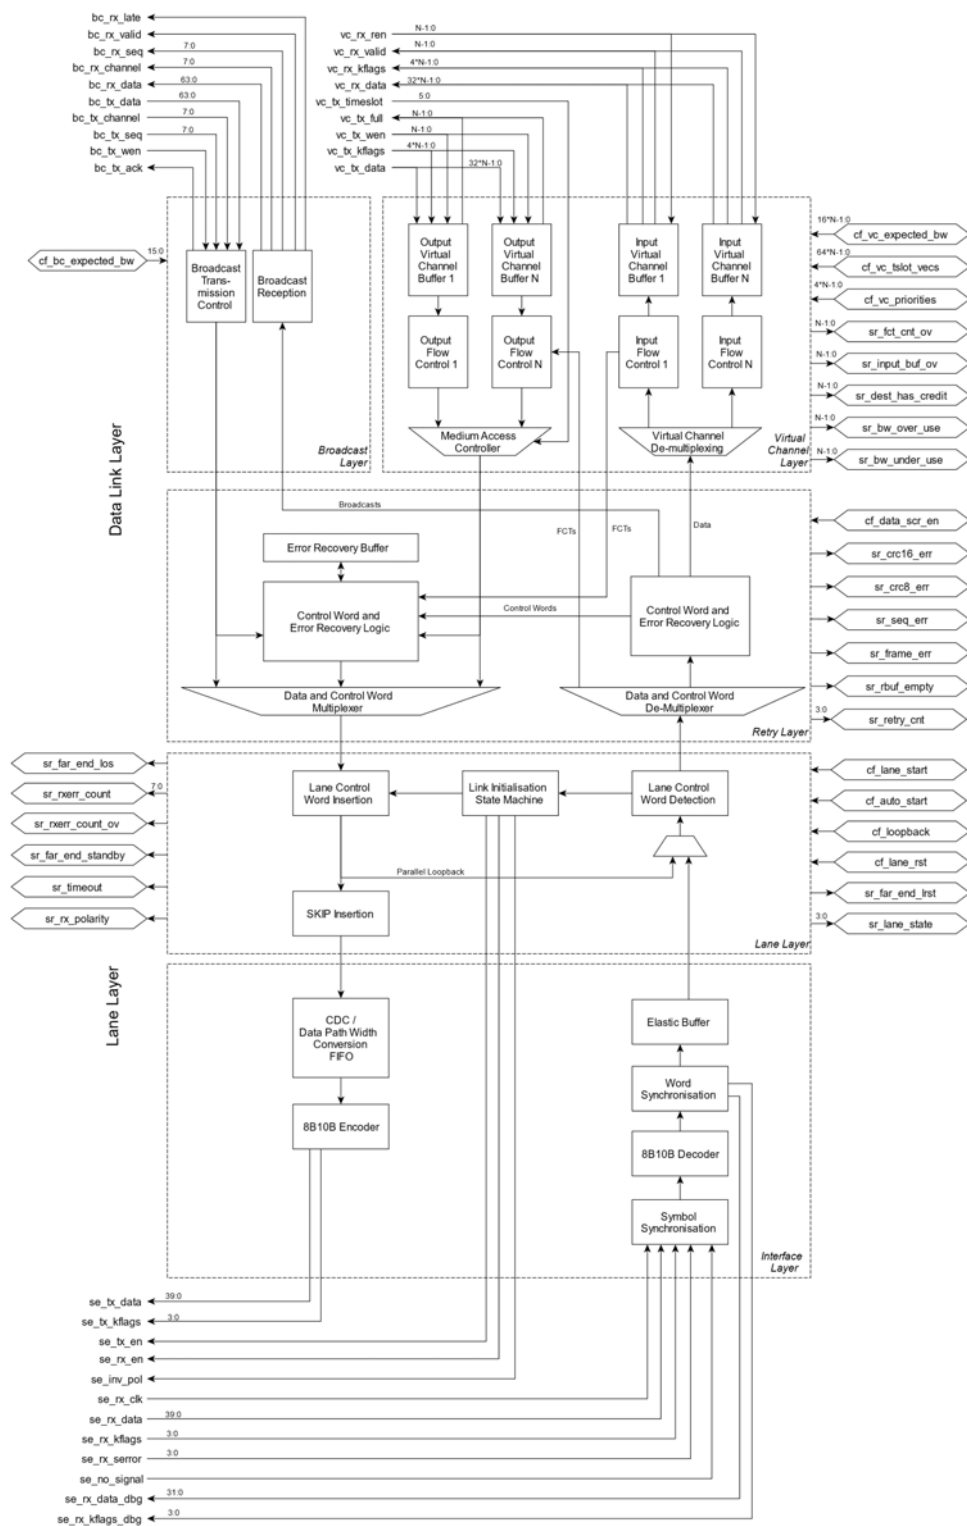 bc_rx_late
bc_rx_valid
bc_rx_seq
7:0
bc_rx_channel
7:0
bc_rx_data
63:0
bc_tx_data
63:0
bc_tx_channel
7:0
bc_tx_seq
7:0
bc_tx_wen
bc_tx_ack
vc_rx_ren
N-1:0
vc_rx_valid
N-1:0
vc_rx_kflags
4*N-1:0
vc_rx_data
32*N-1:0
vc_tx_timeslot
5:0
vc_tx_full
N-1:0
vc_tx_wen
N-1:0
vc_tx_kflags
4*N-1:0
vc_tx_data
32*N-1:0
cf_bc_expected_bw
15:0
Broadcast
Trans-
mission
Control
Broadcast
Reception
Broadcast
Layer
Output
Virtual
Channel
Buffer 1
Output
Virtual
Channel
Buffer N
Input
Virtual
Channel
Buffer 1
Input
Virtual
Channel
Buffer N
Output
Flow
Control 1
Output
Flow
Control N
Input
Flow
Control 1
Input
Flow
Control N
Medium Access
Controller
Virtual Channel
De-multiplexing
Virtual
Channel
Layer
16*N-1:0
cf_vc_expected_bw
64*N-1:0
cf_vc_tslot_vecs
4*N-1:0
cf_vc_priorities
N-1:0
sr_fct_cnt_ov
N-1:0
sr_input_buf_ov
N-1:0
sr_dest_has_credit
N-1:0
sr_bw_over_use
N-1:0
sr_bw_under_use
Data Link Layer
Broadcasts
FCTs
FCTs
Data
Error Recovery Buffer
Control Word and
Error Recovery Logic
Control Words
Control Word and
Error Recovery Logic
Data and Control Word
Multiplexer
Data and Control Word
De-Multiplexer
Retry Layer
cf_data_scr_en
sr_crc16_err
sr_crc8_err
sr_seq_err
sr_frame_err
sr_rbuf_empty
3:0
sr_retry_cnt
sr_far_end_los
7:0
sr_rxerr_count
sr_rxerr_count_ov
sr_far_end_standby
sr_timeout
sr_rx_polarity
Lane Control
Word Insertion
Link Initialisation
State Machine
Lane Control
Word Detection
Parallel Loopback
SKIP Insertion
Lane Layer
cf_lane_start
cf_auto_start
cf_loopback
cf_lane_rst
sr_far_end_lrst
3:0
sr_lane_state
Lane Layer
CDC /
Data Path Width
Conversion
FIFO
8B10B Encoder
Elastic Buffer
Word
Synchronisation
8B10B Decoder
Symbol
Synchronisation
Interface
Layer
se_tx_data
39:0
se_tx_kflags
3:0
se_tx_en
se_rx_en
se_inv_pol
se_rx_clk
se_rx_data
39:0
se_rx_kflags
3:0
se_rx_serror
3:0
se_no_signal
se_rx_data_dbg
31:0
se_rx_kflags_dbg
3:0